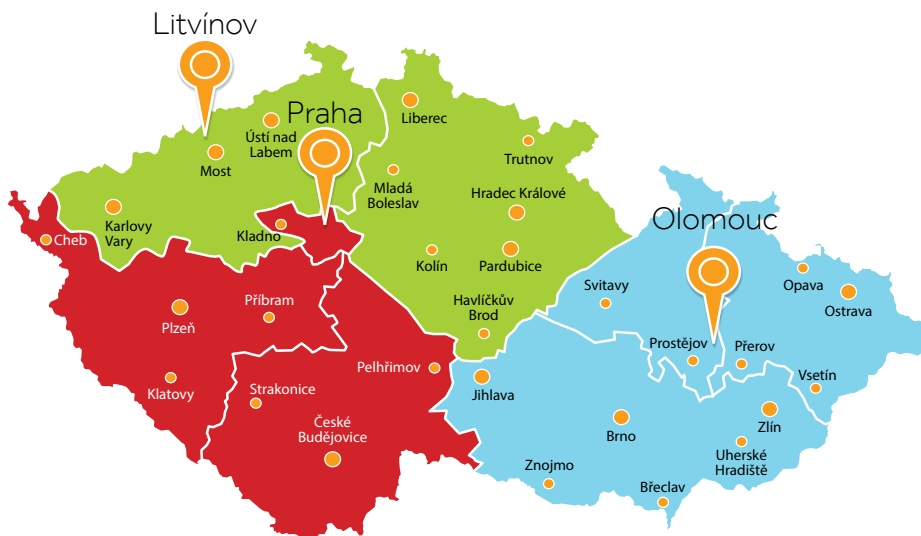 Litvínov
Praha
Liberec
Ústí nad
Labem
Trutnov
Most
Mladá
Boleslav
Hradec Králové
Karlovy
Vary
Olomouc
Kladno
Cheb
Kolín
Pardubice
Svitavy
Opava
Příbram
Havlíčkův
Brod
Ostrava
Plzeň
Prostějov
Přerov
Pelhřimov
Vsetín
Klatovy
Strakonice
Jihlava
České
Budějovice
Brno
Zlín
Uherské
Hradiště
Znojmo
Břeclav